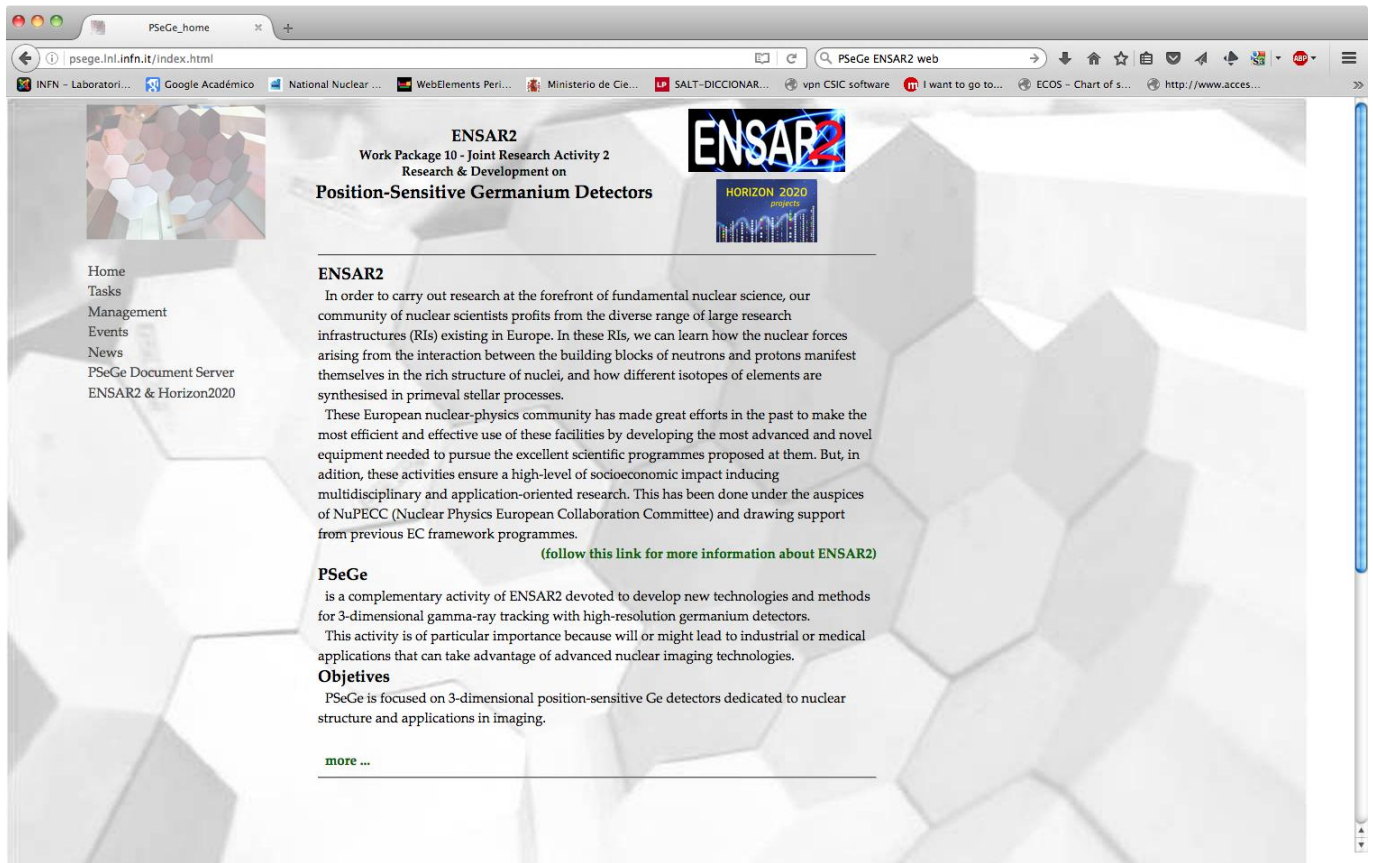 PSeGe_home
psege.lnl.infn.it/index.html
PSeGe ENSAR2 web
ABP
INFN - Laboratori...
Google Académico
National Nuclear ...
WebElements Peri...
Ministerio de Cie...
LP SALT-DICCIONAR...
vpn CSIC software
m I want to go to...
ECOS - Chart of s...
http://www.acces...
ENSAR2
Work Package 10 - Joint Research Activity 2
Research & Development on
Position-Sensitive Germanium Detectors
ENSAR2
HORIZON 2020
projects
Home
Tasks
Management
Events
News
PSeGe Document Server
ENSAR2 & Horizon2020
ENSAR2
In order to carry out research at the forefront of fundamental nuclear science, our
community of nuclear scientists profits from the diverse range of large research
infrastructures (RIs) existing in Europe. In these RIs, we can learn how the nuclear forces
arising from the interaction between the building blocks of neutrons and protons manifest
themselves in the rich structure of nuclei, and how different isotopes of elements are
synthesised in primeval stellar processes.
These European nuclear-physics community has made great efforts in the past to make the
most efficient and effective use of these facilities by developing the most advanced and novel
equipment needed to pursue the excellent scientific programmes proposed at them. But, in
adition, these activities ensure a high-level of socioeconomic impact inducing
multidisciplinary and application-oriented research. This has been done under the auspices
of NuPECC (Nuclear Physics European Collaboration Committee) and drawing support
from previous EC framework programmes.
(follow this link for more information about ENSAR2)
PSeGe
is a complementary activity of ENSAR2 devoted to develop new technologies and methods
for 3-dimensional gamma-ray tracking with high-resolution germanium detectors.
This activity is of particular importance because will or might lead to industrial or medical
applications that can take advantage of advanced nuclear imaging technologies.
Objetives
PSeGe is focused on 3-dimensional position-sensitive Ge detectors dedicated to nuclear
structure and applications in imaging.
more ...